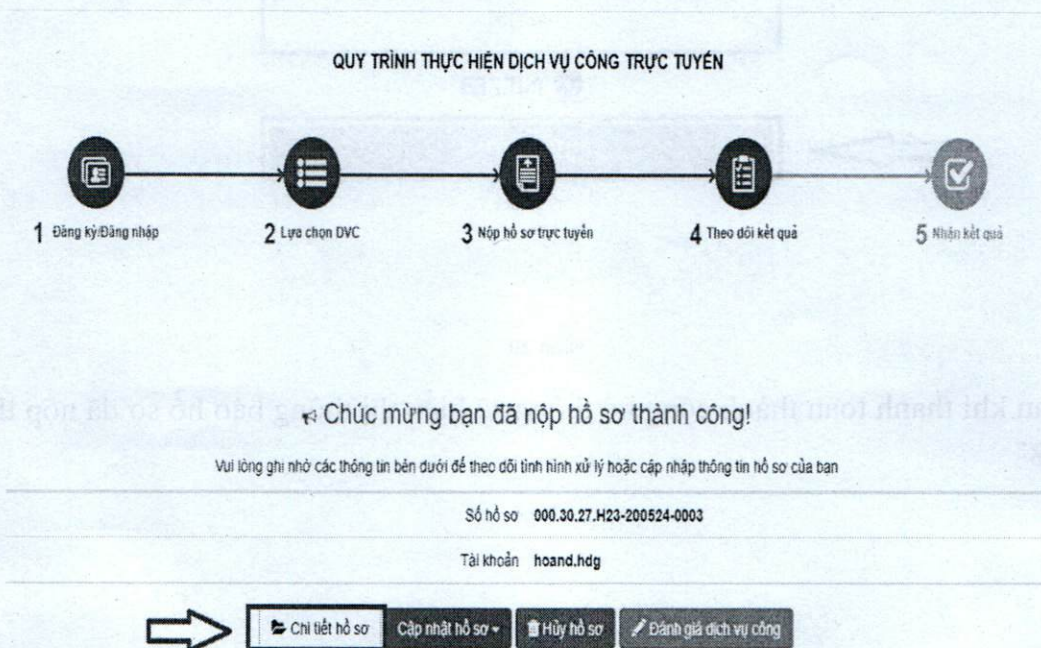 QUY TRÌNH THỰC HIỆN DỊCH VỤ CÔNG TRỰC TUYẾN
1 Đăng ký/Đăng nhập
2 Lựa chọn DVC
3 Nộp hồ sơ trực tuyến
4 Theo dõi kết quả
5 Nhận kết quả
Chúc mừng bạn đã nộp hồ sơ thành công!
Vui lòng ghi nhớ các thông tin bên dưới để theo dõi tình hình xử lý hoặc cập nhập thông tin hồ sơ của bạn
Số hồ sơ 000.30.27.H23-200524-0003
Tài khoản hoand.hdg
Chi tiết hồ sơ Cập nhật hồ sơ Hủy hồ sơ Đánh giá dịch vụ công